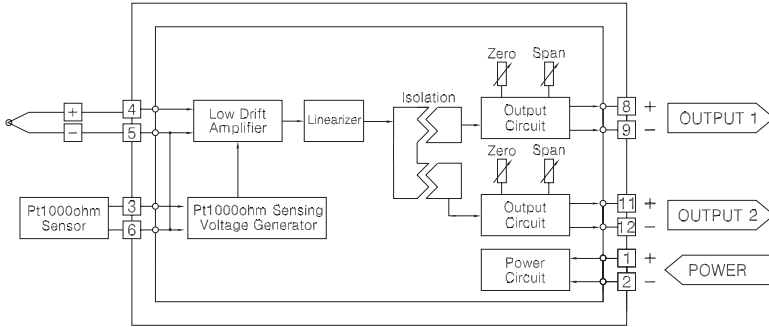 Zero Span
Isolation
+ 4
− 5
Low Drift
Amplifier
Linearizer
Output
Circuit
8 +
9 −
OUTPUT 1
Zero Span
Pt1000ohm
Sensor
3
6
Pt1000ohm Sensing
Voltage Generator
Output
Circuit
11 +
12 −
OUTPUT 2
Power
Circuit
1 +
2 −
POWER